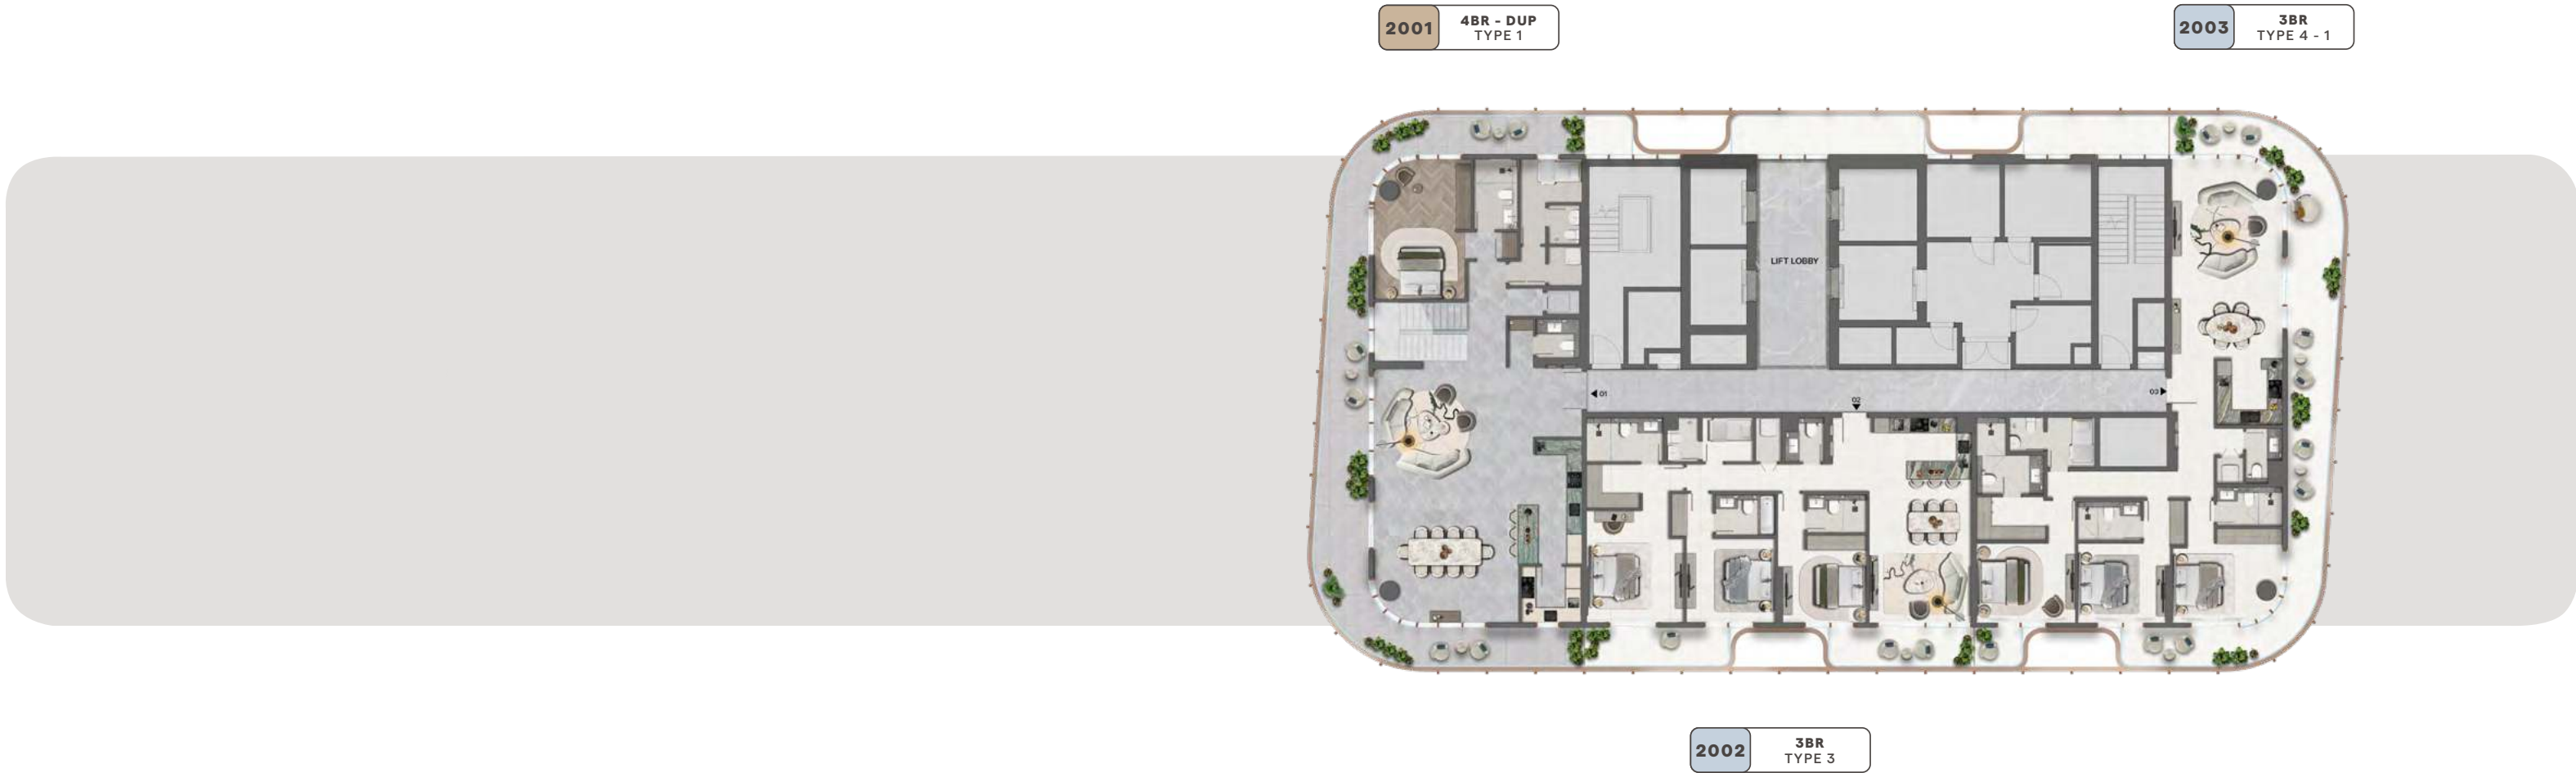 2001
4BR - DUP
TYPE 1
2003
3BR
TYPE 4 - 1
LIFT LOBBY
01
02
03
2002
3BR
TYPE 3